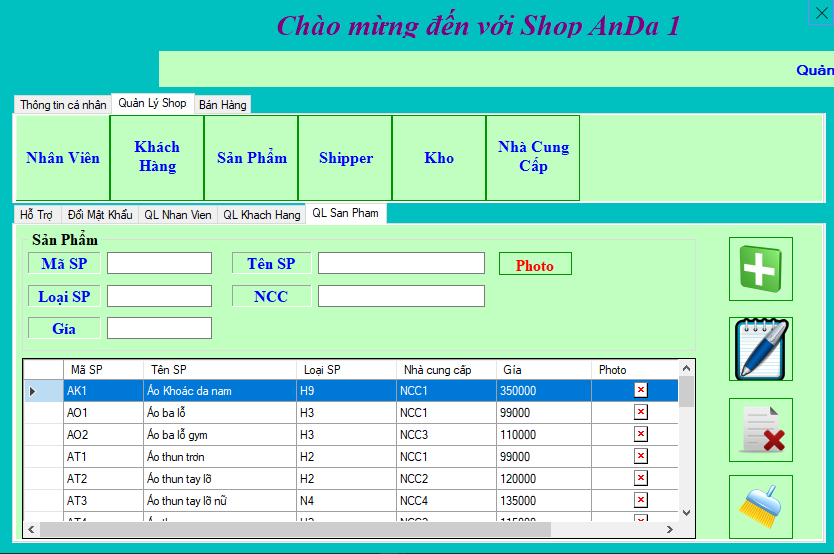 Chào mừng đến với Shop AnDa 1
Quản
Thông tin cá nhân Quản Lý Shop Bán Hàng
Nhân Viên Khách Hàng Sản Phẩm Shipper Kho Nhà Cung Cấp
Hỗ Trợ Đổi Mật Khẩu QL Nhan Vien QL Khach Hang QL San Pham
Sản Phẩm
Mã SP Tên SP Photo
Loại SP NCC
Gía
Mã SP Tên SP Loại SP Nhà cung cấp Gía Photo
AK1 Áo Khoác da nam H9 NCC1 350000
AO1 Áo ba lỗ H3 NCC1 99000
AO2 Áo ba lỗ gym H3 NCC3 110000
AT1 Áo thun trơn H2 NCC1 99000
AT2 Áo thun tay lỡ H2 NCC2 120000
AT3 Áo thun tay lỡ nữ N4 NCC4 135000